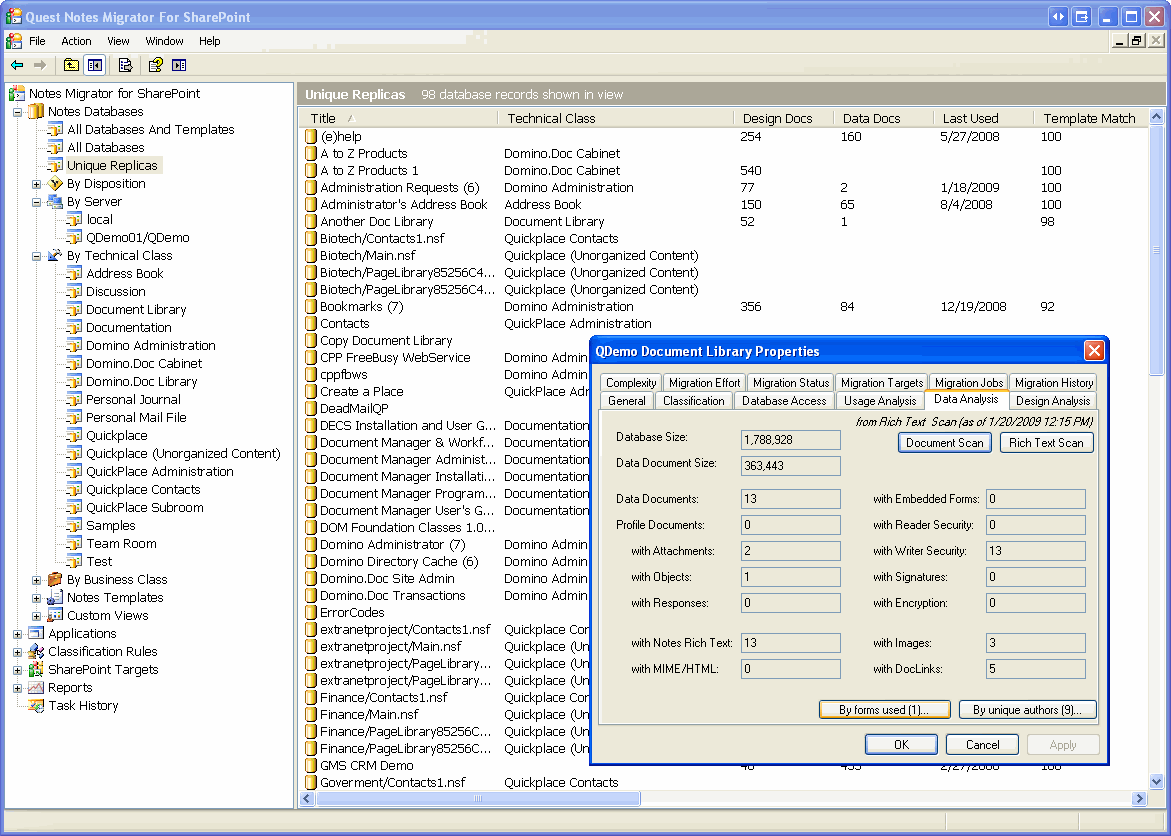 Quest Notes Migrator For SharePoint
File Action View Window Help
Notes Migrator for SharePoint
Notes Databases
All Databases And Templates
All Databases
Unique Replicas
By Disposition
By Server
local
QDemo01/QDemo
By Technical Class
Address Book
Discussion
Document Library
Documentation
Domino Administration
Domino.Doc Cabinet
Domino.Doc Library
Personal Journal
Personal Mail File
Quickplace
Quickplace (Unorganized Content)
QuickPlace Administration
Quickplace Contacts
QuickPlace Subroom
Samples
Team Room
Test
By Business Class
Notes Templates
Custom Views
Applications
Classification Rules
SharePoint Targets
Reports
Task History
Unique Replicas 98 database records shown in view
Title Technical Class Design Docs Data Docs Last Used Template Match
(e)help 254 160 5/27/2008 100
A to Z Products Domino.Doc Cabinet
A to Z Products 1 Domino.Doc Cabinet 540 100
Administration Requests (6) Domino Administration 77 2 1/18/2009 100
Administrator's Address Book Address Book 150 65 8/4/2008 100
Another Doc Library Document Library 52 1 98
Biotech/Contacts1.nsf Quickplace Contacts
Biotech/Main.nsf Quickplace (Unorganized Content)
Biotech/PageLibrary85256C4... Quickplace (Unorganized Content)
Biotech/PageLibrary85256C4... Quickplace (Unorganized Content)
Bookmarks (7) Domino Administration 356 84 12/19/2008 92
Contacts QuickPlace Administration
Copy Document Library
CPP FreeBusy WebService Domino Admin
cppfbws Domino Admin
Create a Place QuickPlace
DeadMailQP
DECS Installation and User G... Documentation
Document Manager & Workf... Documentation
Document Manager Administ... Documentation
Document Manager Installati... Documentation
Document Manager Program... Documentation
Document Manager User's G... Documentation
DOM Foundation Classes 1.0...
Domino Administrator (7) Domino Admin
Domino Directory Cache (6) Domino Admin
Domino.Doc Site Admin Domino Admin
Domino.Doc Transactions Domino Admin
ErrorCodes
extranetproject/Contacts1.nsf Quickplace Con
extranetproject/Main.nsf Quickplace (Un
extranetproject/PageLibrary... Quickplace (Un
extranetproject/PageLibrary... Quickplace (Un
Finance/Contacts1.nsf Quickplace Con
Finance/Main.nsf Quickplace (Un
Finance/PageLibrary85256C... Quickplace (Un
Finance/PageLibrary85256C... Quickplace (Un
GMS CRM Demo 2/27/2008 100
Goverment/Contacts1.nsf Quickplace Contacts
QDemo Document Library Properties
Complexity Migration Effort Migration Status Migration Targets Migration Jobs Migration History
General Classification Database Access Usage Analysis Data Analysis Design Analysis
from Rich Text Scan (as of 1/20/2009 12:15 PM)
Database Size: 1,788,928 Document Scan Rich Text Scan
Data Document Size: 363,443
Data Documents: 13 with Embedded Forms: 0
Profile Documents: 0 with Reader Security: 0
with Attachments: 2 with Writer Security: 13
with Objects: 1 with Signatures: 0
with Responses: 0 with Encryption: 0
with Notes Rich Text: 13 with Images: 3
with MIME/HTML: 0 with DocLinks: 5
By forms used (1)... By unique authors (9)...
OK Cancel Apply